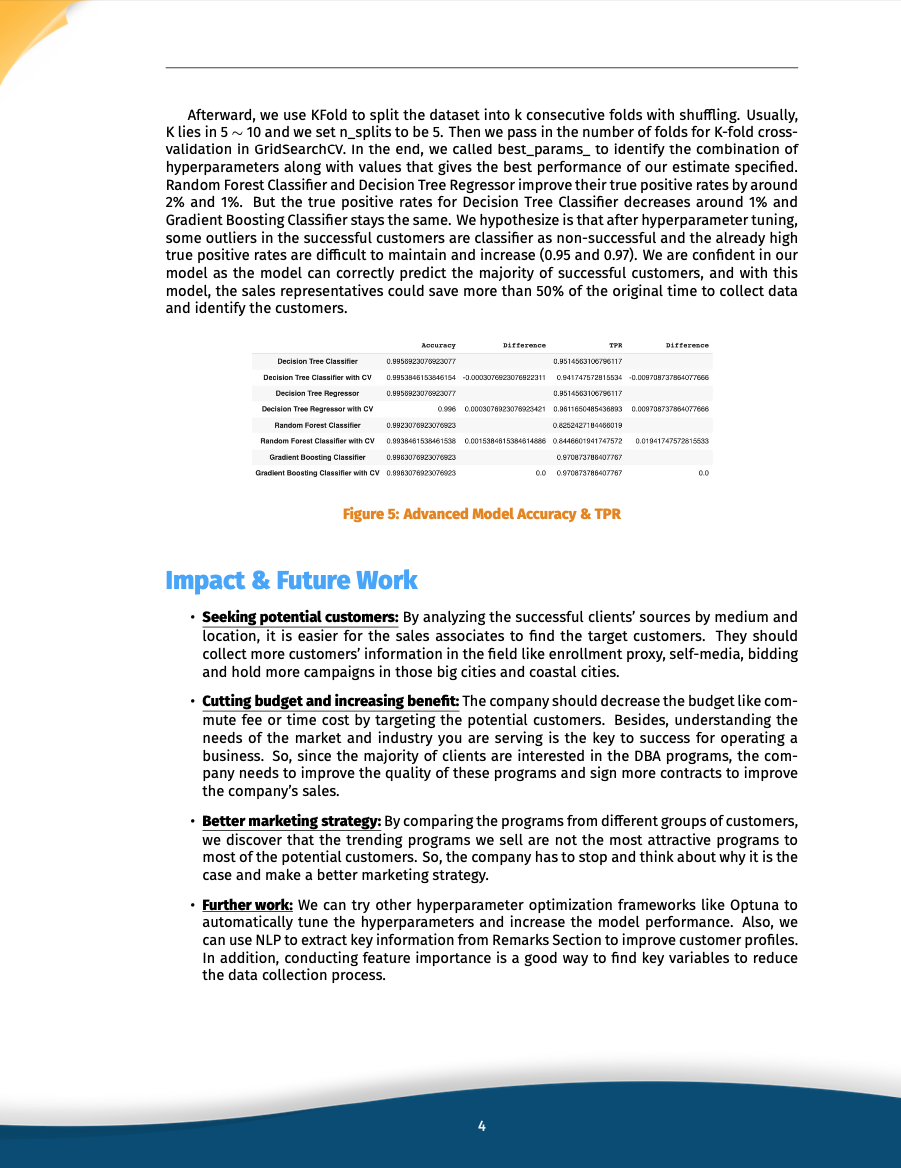 Afterward, we use KFold to split the dataset into k consecutive folds with shuffling. Usually,
K lies in 5 ∼ 10 and we set n_splits to be 5. Then we pass in the number of folds for K-fold cross-
validation in GridSearchCV. In the end, we called best_params_ to identify the combination of
hyperparameters along with values that gives the best performance of our estimate specified.
Random Forest Classifier and Decision Tree Regressor improve their true positive rates by around
2% and 1%. But the true positive rates for Decision Tree Classifier decreases around 1% and
Gradient Boosting Classifier stays the same. We hypothesize is that after hyperparameter tuning,
some outliers in the successful customers are classifier as non-successful and the already high
true positive rates are difficult to maintain and increase (0.95 and 0.97). We are confident in our
model as the model can correctly predict the majority of successful customers, and with this
model, the sales representatives could save more than 50% of the original time to collect data
and identify the customers.
Accuracy Difference TPR Difference
Decision Tree Classifier 0.9956923076923077 0.9514563106796117
Decision Tree Classifier with CV 0.9953846153846154 -0.0003076923076922311 0.941747572815534 -0.009708737864077666
Decision Tree Regressor 0.9956923076923077 0.9514563106796117
Decision Tree Regressor with CV 0.996 0.0003076923076923421 0.9611650485436893 0.009708737864077666
Random Forest Classifier 0.9923076923076923 0.8252427184466019
Random Forest Classifier with CV 0.9938461538461538 0.0015384615384614886 0.8446601941747572 0.01941747572815533
Gradient Boosting Classifier 0.9963076923076923 0.970873786407767
Gradient Boosting Classifier with CV 0.9963076923076923 0.0 0.970873786407767 0.0
Figure 5: Advanced Model Accuracy & TPR
Impact & Future Work
• Seeking potential customers: By analyzing the successful clients' sources by medium and
location, it is easier for the sales associates to find the target customers. They should
collect more customers' information in the field like enrollment proxy, self-media, bidding
and hold more campaigns in those big cities and coastal cities.
• Cutting budget and increasing benefit: The company should decrease the budget like com-
mute fee or time cost by targeting the potential customers. Besides, understanding the
needs of the market and industry you are serving is the key to success for operating a
business. So, since the majority of clients are interested in the DBA programs, the com-
pany needs to improve the quality of these programs and sign more contracts to improve
the company's sales.
• Better marketing strategy: By comparing the programs from different groups of customers,
we discover that the trending programs we sell are not the most attractive programs to
most of the potential customers. So, the company has to stop and think about why it is the
case and make a better marketing strategy.
• Further work: We can try other hyperparameter optimization frameworks like Optuna to
automatically tune the hyperparameters and increase the model performance. Also, we
can use NLP to extract key information from Remarks Section to improve customer profiles.
In addition, conducting feature importance is a good way to find key variables to reduce
the data collection process.
4